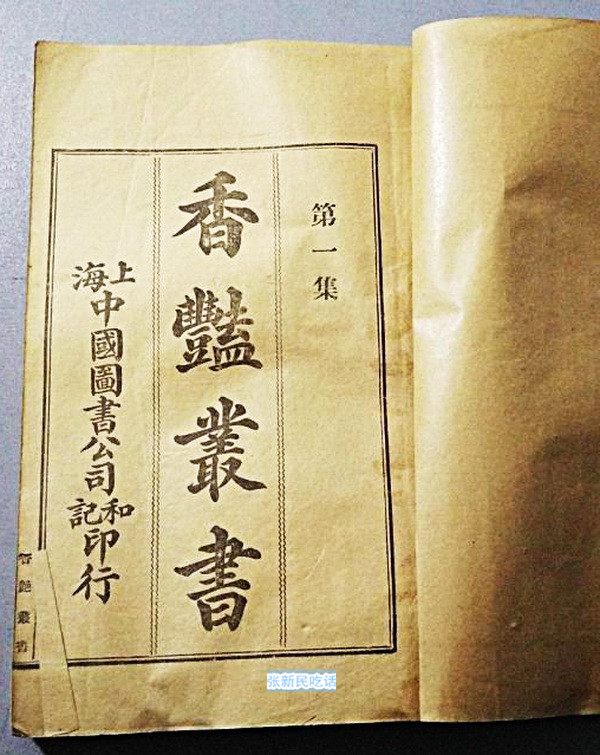 第一集
香豔叢書
上海中國圖書公司和記印行
香艷叢書
张新民吃话